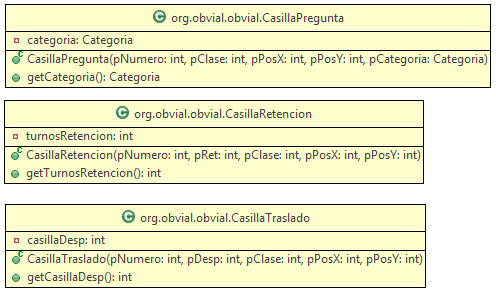 org.obvial.obvial.CasillaPregunta
categoria: Categoria
CasillaPregunta(pNumero: int, pClase: int, pPosX: int, pPosY: int, pCategoria: Categoria)
getCategoria(): Categoria
org.obvial.obvial.CasillaRetencion
turnosRetencion: int
CasillaRetencion(pNumero: int, pRet: int, pClase: int, pPosX: int, pPosY: int)
getTurnosRetencion(): int
org.obvial.obvial.CasillaTraslado
casillaDesp: int
CasillaTraslado(pNumero: int, pDesp: int, pClase: int, pPosX: int, pPosY: int)
getCasillaDesp(): int